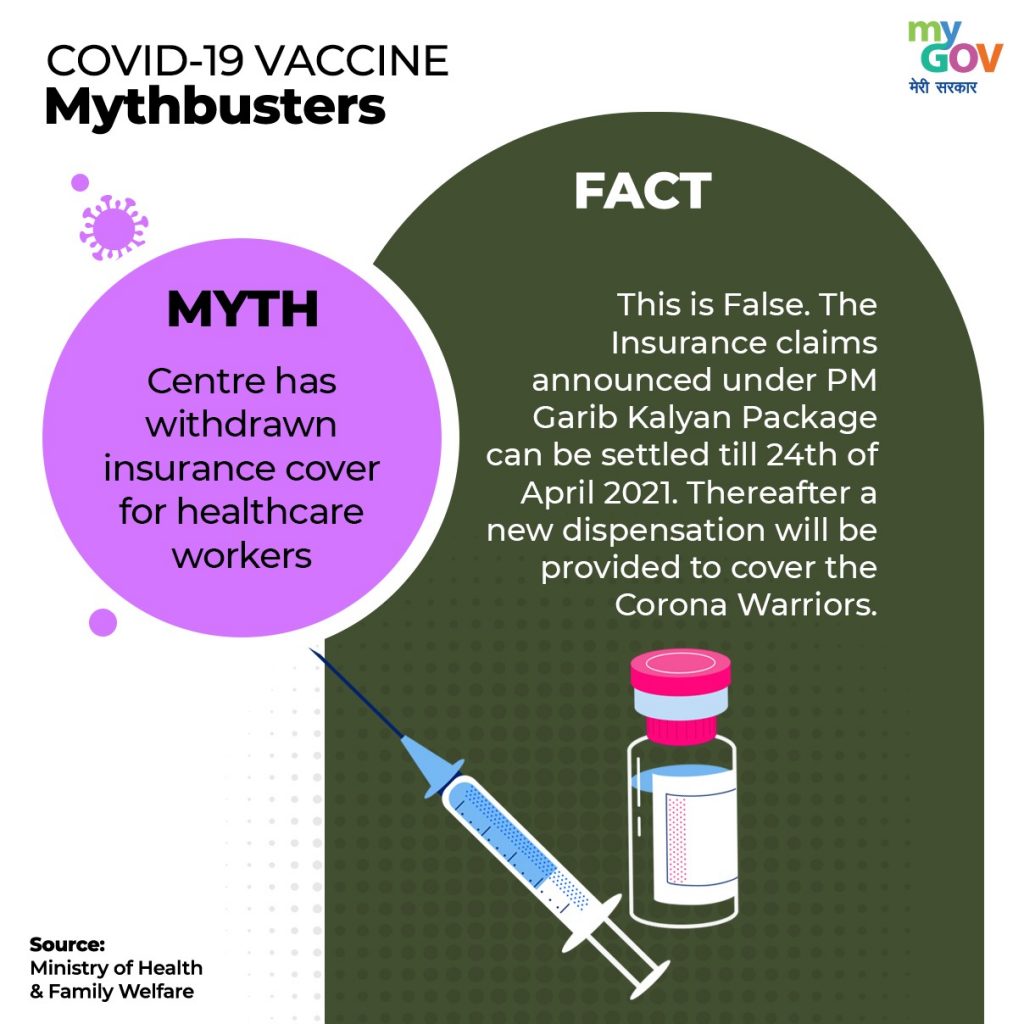 COVID-19 VACCINE
Mythbusters
my
GOV
मेरी सरकार
MYTH
Centre has
withdrawn
insurance cover
for healthcare
workers
FACT
This is False. The
Insurance claims
announced under PM
Garib Kalyan Package
can be settled till 24th of
April 2021. Thereafter a
new dispensation will be
provided to cover the
Corona Warriors.
Source:
Ministry of Health
& Family Welfare